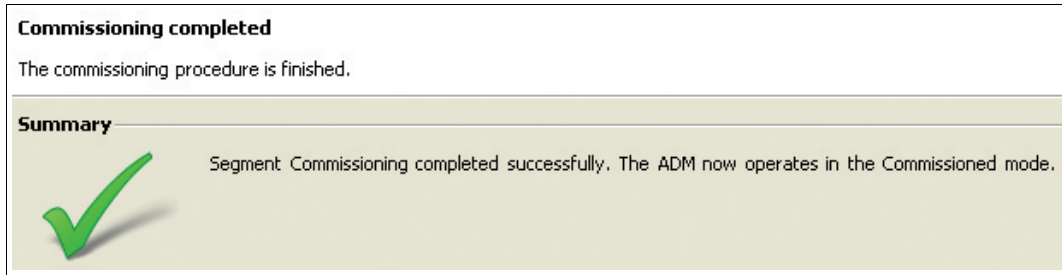 Commissioning completed
The commissioning procedure is finished.
Summary
Segment Commissioning completed successfully. The ADM now operates in the Commissioned mode.